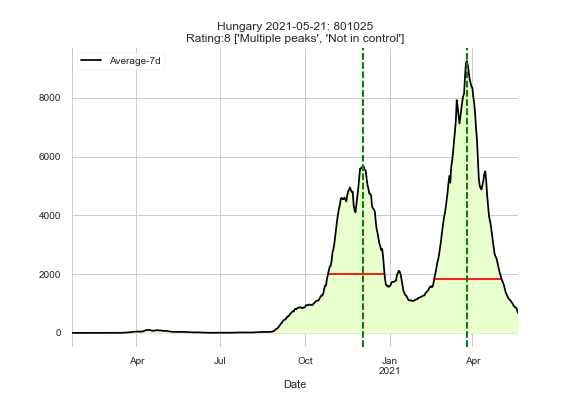 Hungary 2021-05-21: 801025
Rating:8 ['Multiple peaks', 'Not in control']
Average-7d
8000
6000
4000
2000
0
Apr
Jul
Oct
Jan
2021
Apr
Date